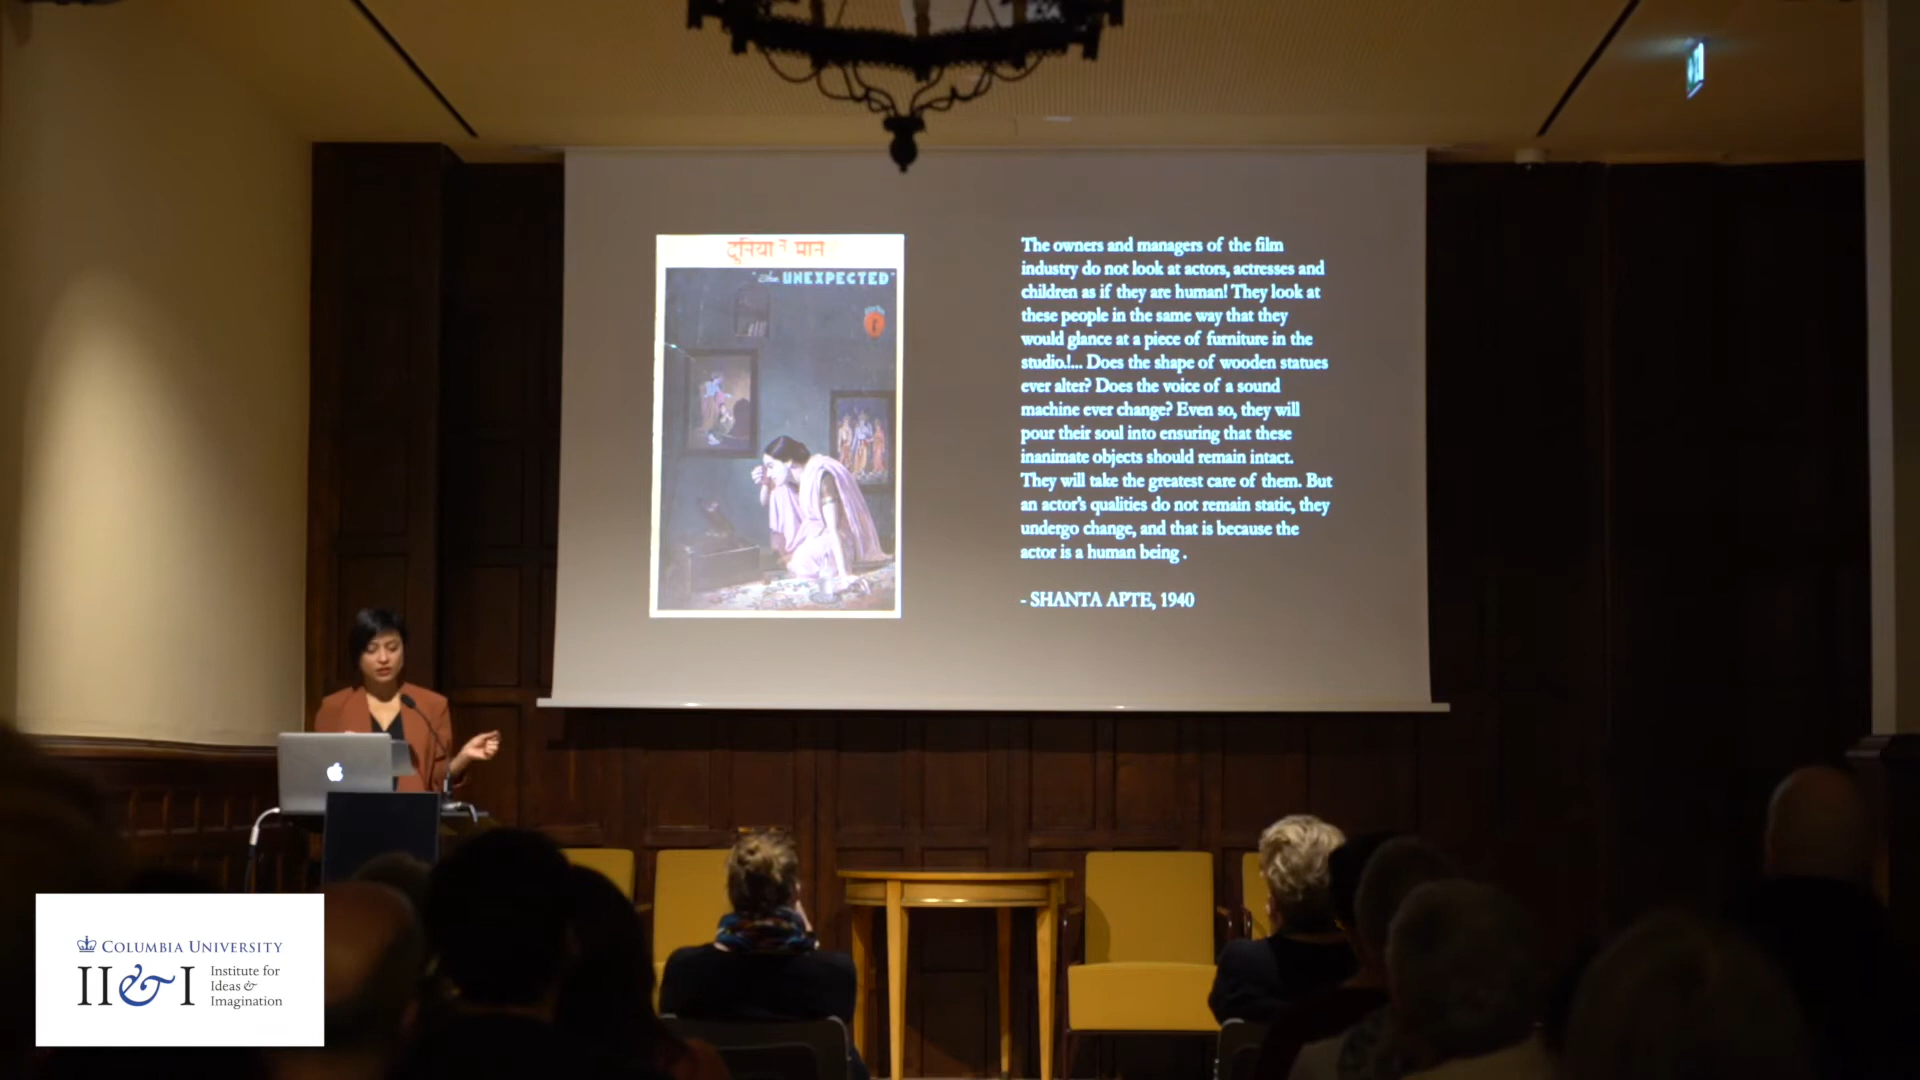 दुनिया न माने
"the UNEXPECTED"
The owners and managers of the film
industry do not look at actors, actresses and
children as if they are human! They look at
these people in the same way that they
would glance at a piece of furniture in the
studio.!... Does the shape of wooden statues
ever alter? Does the voice of a sound
machine ever change? Even so, they will
pour their soul into ensuring that these
inanimate objects should remain intact.
They will take the greatest care of them. But
an actor's qualities do not remain static, they
undergo change, and that is because the
actor is a human being .
- SHANTA APTE, 1940
COLUMBIA UNIVERSITY
II&I
Institute for
Ideas &
Imagination